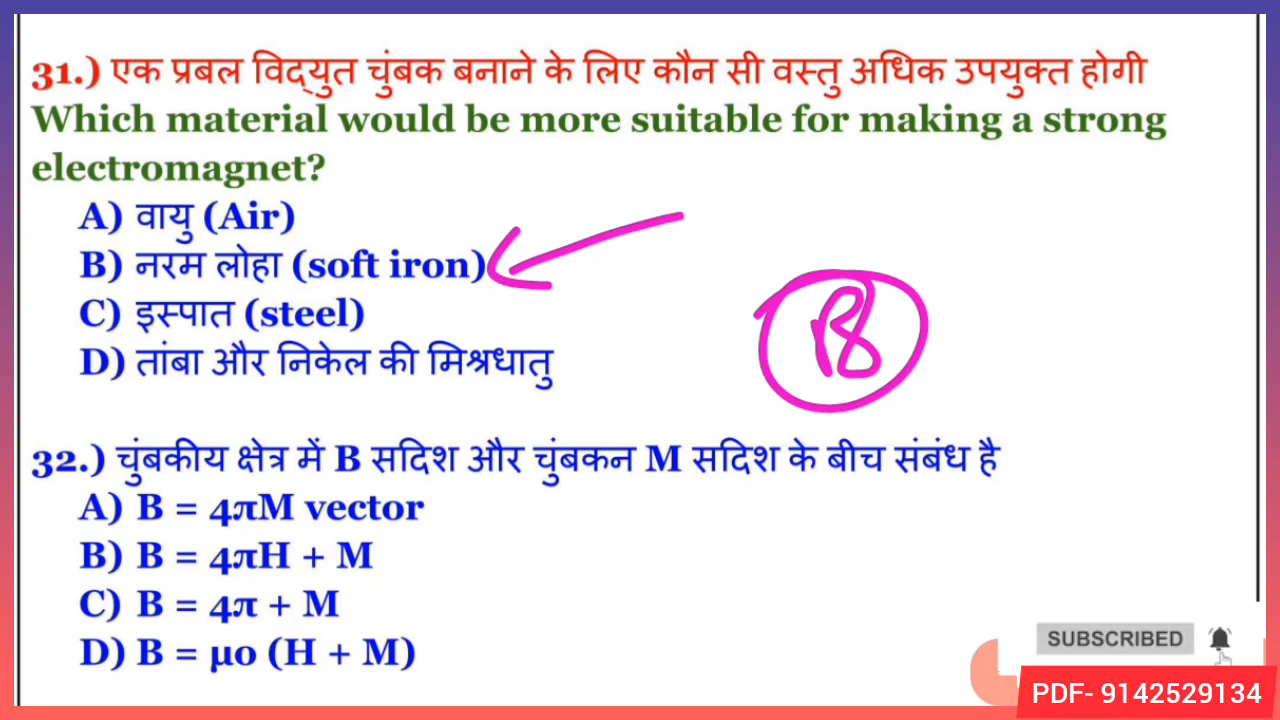 31.) एक प्रबल विद्युत चुंबक बनाने के लिए कौन सी वस्तु अधिक उपयुक्त होगी
Which material would be more suitable for making a strong
electromagnet?
A) वायु (Air)
B) नरम लोहा (soft iron)
C) इस्पात (steel)
D) तांबा और निकेल की मिश्रधातु
B
32.) चुंबकीय क्षेत्र में B सदिश और चुंबकन M सदिश के बीच संबंध है
A) B = 4πM vector
B) B = 4πH + M
C) B = 4π + M
D) B = μo (H + M)
SUBSCRIBED
PDF- 9142529134